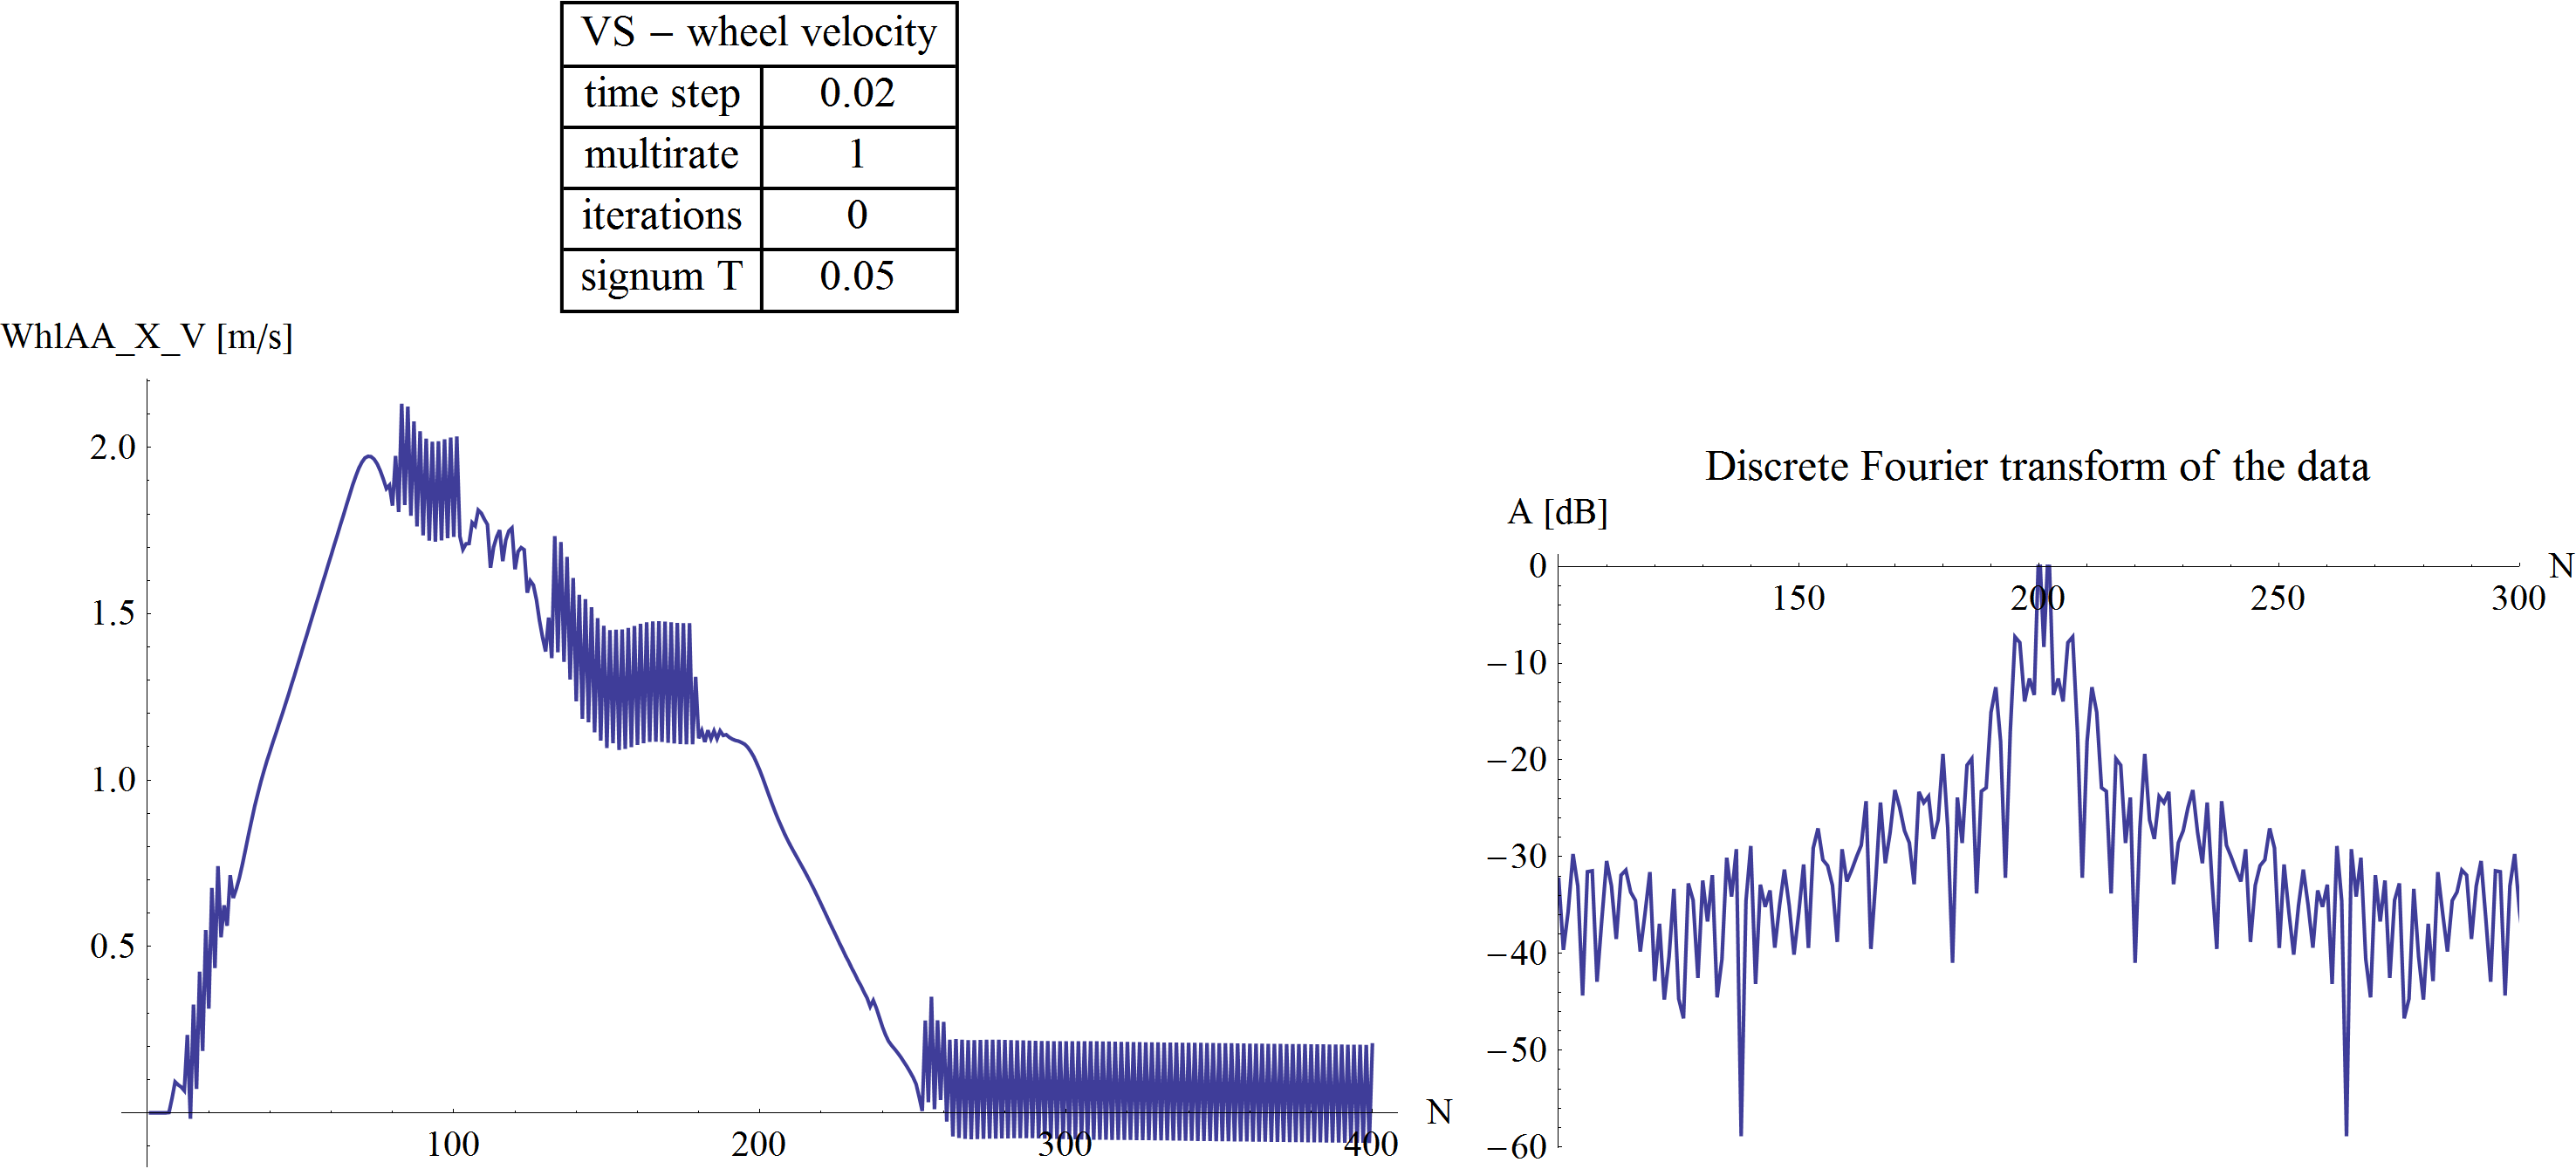 VS – wheel velocity
time step 0.02
multirate 1
iterations 0
signum T 0.05
WhlAA_X_V [m/s]
2.0
1.5
1.0
0.5
100 200 300 400 N
Discrete Fourier transform of the data
A [dB]
0 N
150 200 250 300
−10
−20
−30
−40
−50
−60